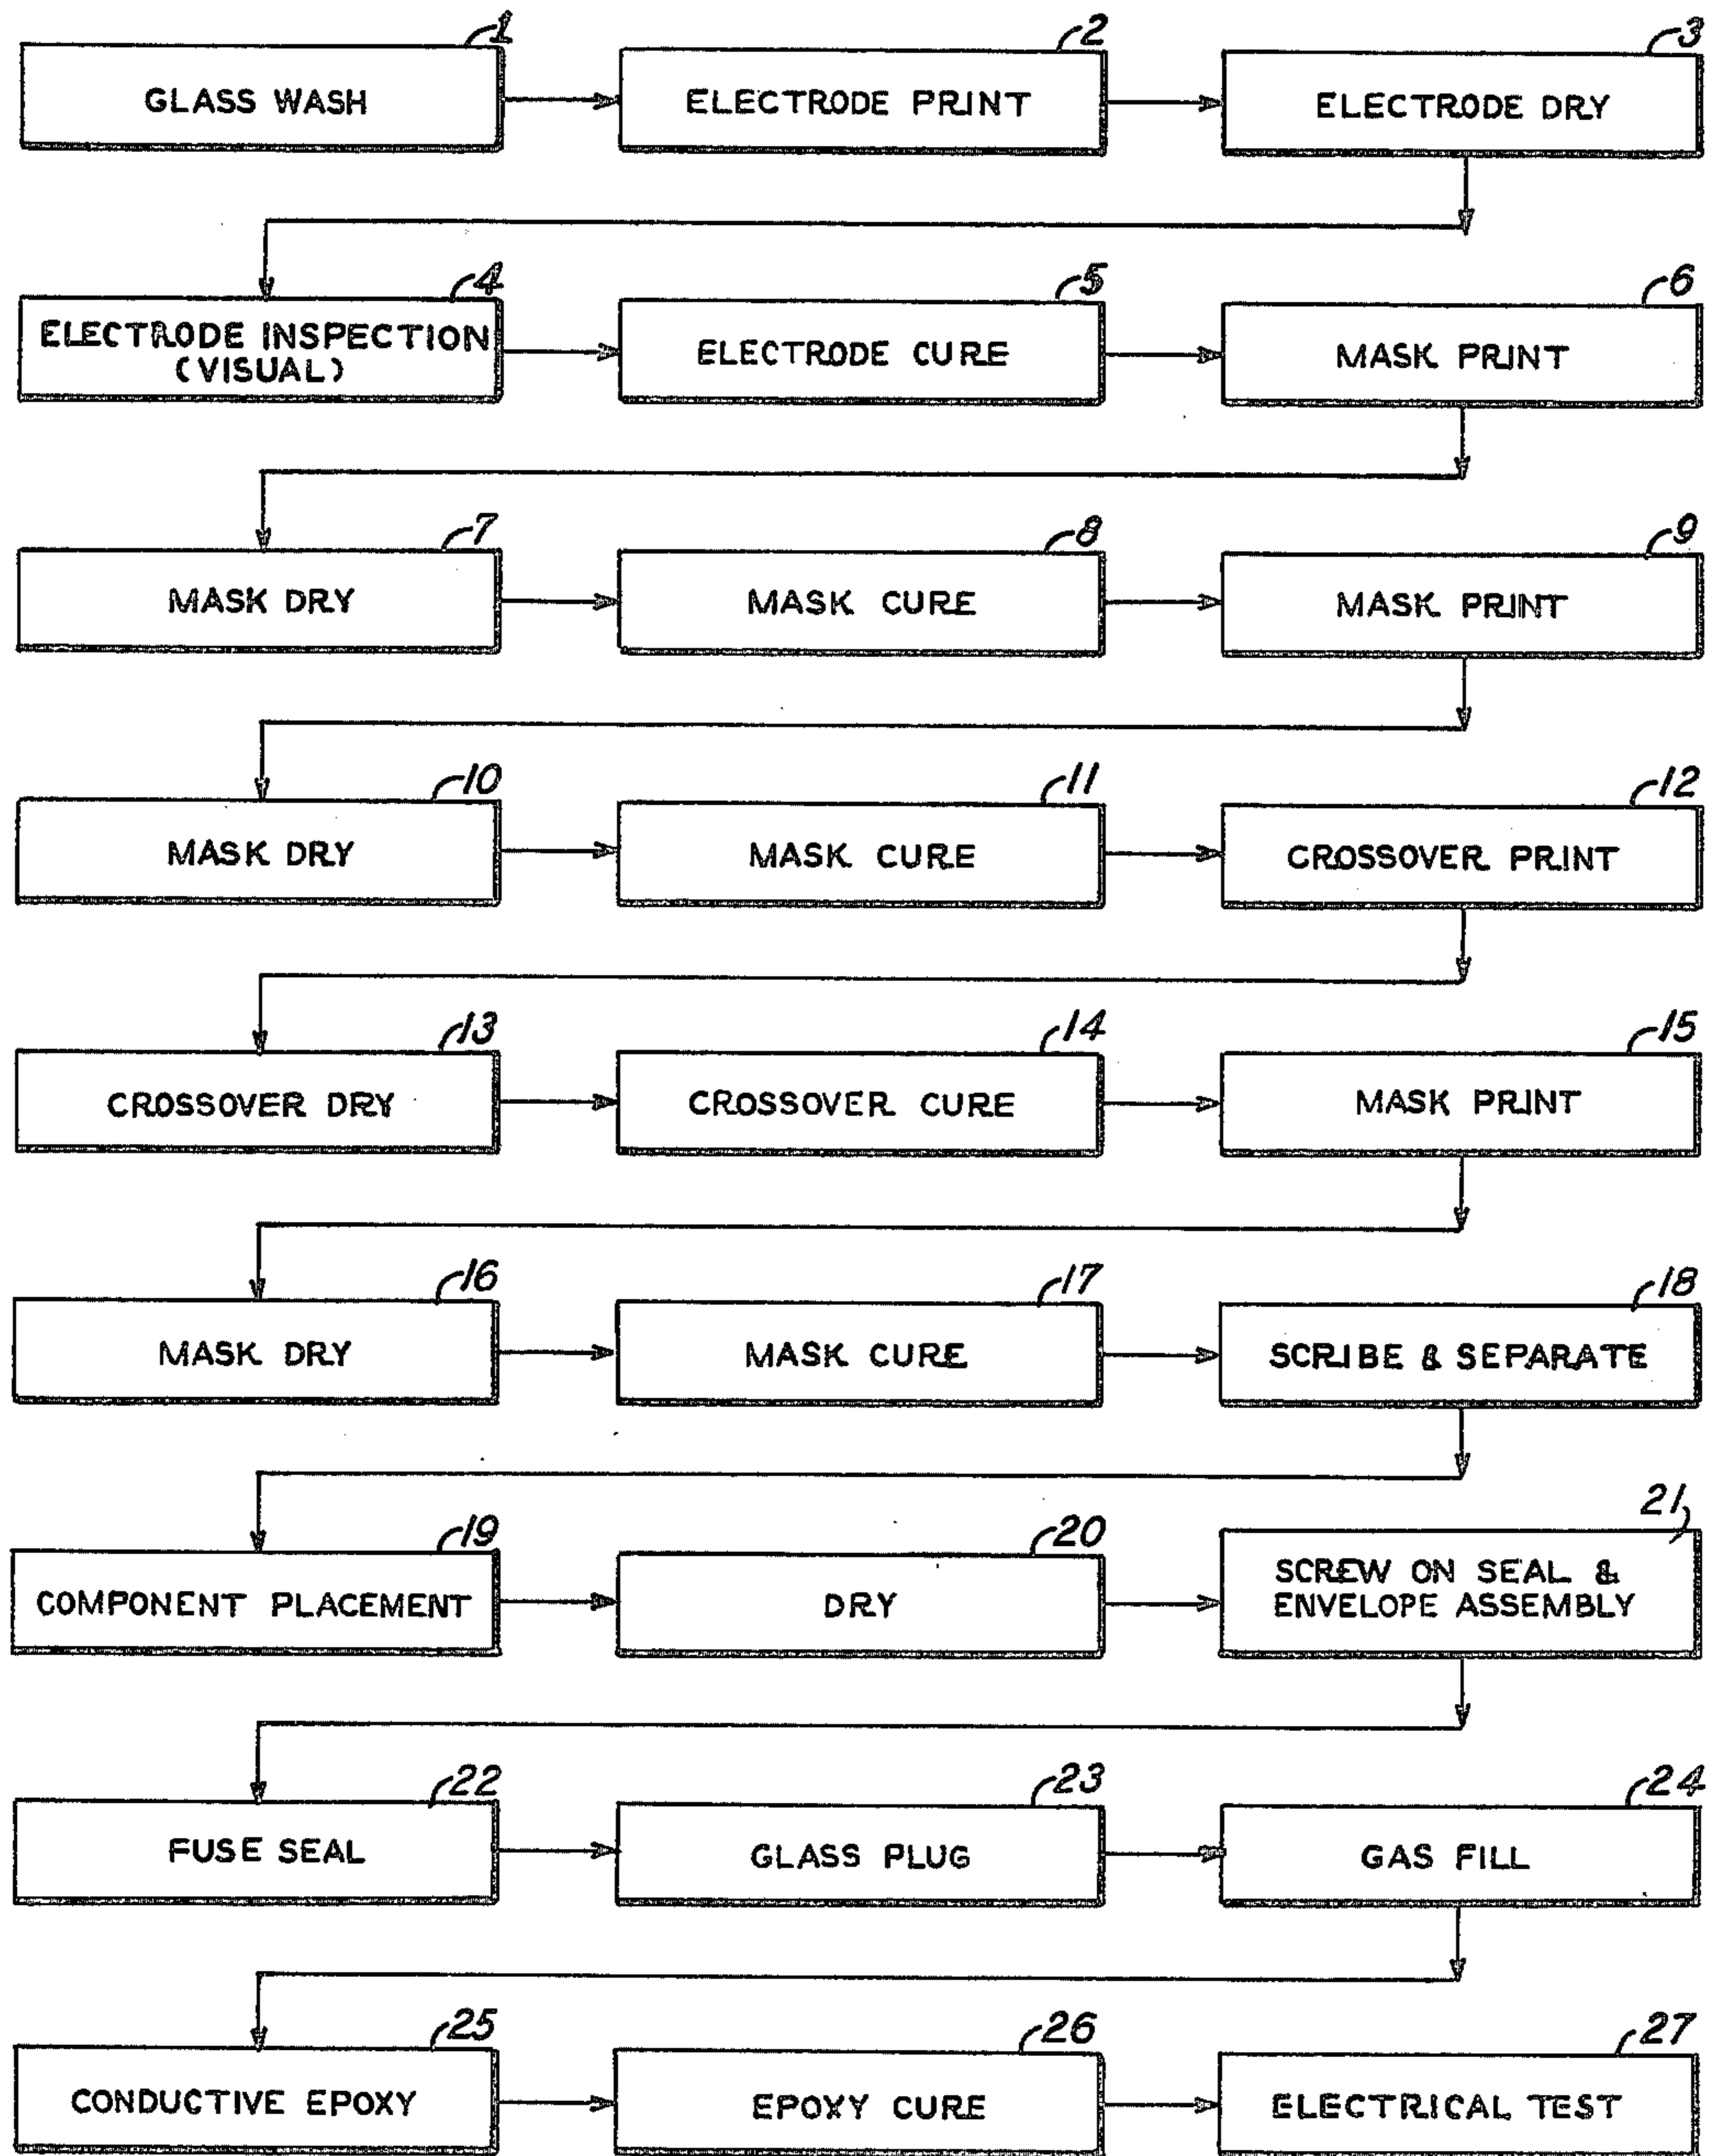 1
GLASS WASH
2
ELECTRODE PRINT
3
ELECTRODE DRY
4
ELECTRODE INSPECTION
(VISUAL)
5
ELECTRODE CURE
6
MASK PRINT
7
MASK DRY
8
MASK CURE
9
MASK PRINT
10
MASK DRY
11
MASK CURE
12
CROSSOVER PRINT
13
CROSSOVER DRY
14
CROSSOVER CURE
15
MASK PRINT
16
MASK DRY
17
MASK CURE
18
SCRIBE & SEPARATE
19
COMPONENT PLACEMENT
20
DRY
21
SCREW ON SEAL &
ENVELOPE ASSEMBLY
22
FUSE SEAL
23
GLASS PLUG
24
GAS FILL
25
CONDUCTIVE EPOXY
26
EPOXY CURE
27
ELECTRICAL TEST